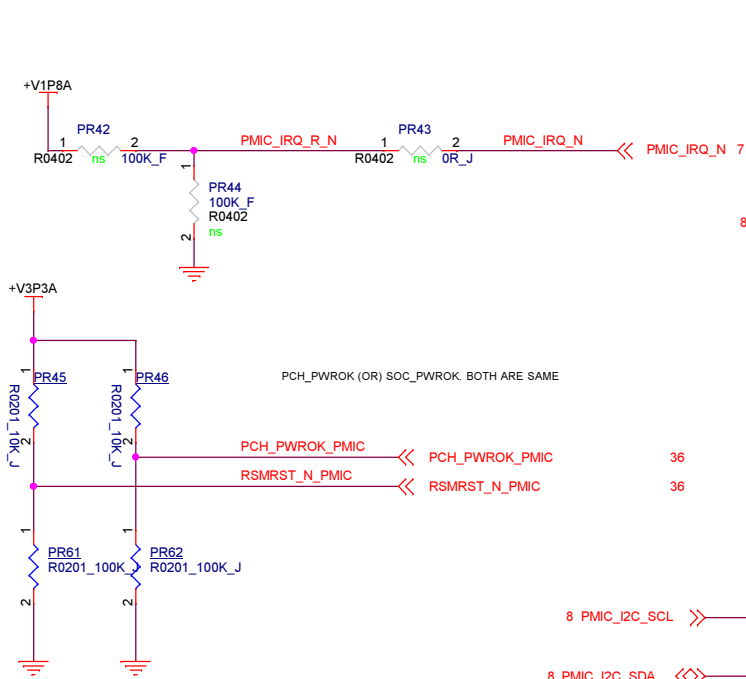 +V1P8A
PR42
1 2
R0402 ns 100K_F
PMIC_IRQ_R_N
PR43
1 2
R0402 ns 0R_J
PMIC_IRQ_N
PMIC_IRQ_N 7
1
PR44
100K_F
R0402
ns
2
8
+V3P3A
1
PR45
R0201_10K_J
2
1
PR46
R0201_10K_J
2
PCH_PWROK (OR) SOC_PWROK. BOTH ARE SAME
PCH_PWROK_PMIC
PCH_PWROK_PMIC 36
RSMRST_N_PMIC
RSMRST_N_PMIC 36
1
PR61
R0201_100K_J
2
1
PR62
R0201_100K_J
2
8 PMIC_I2C_SCL
8 PMIC_I2C_SDA